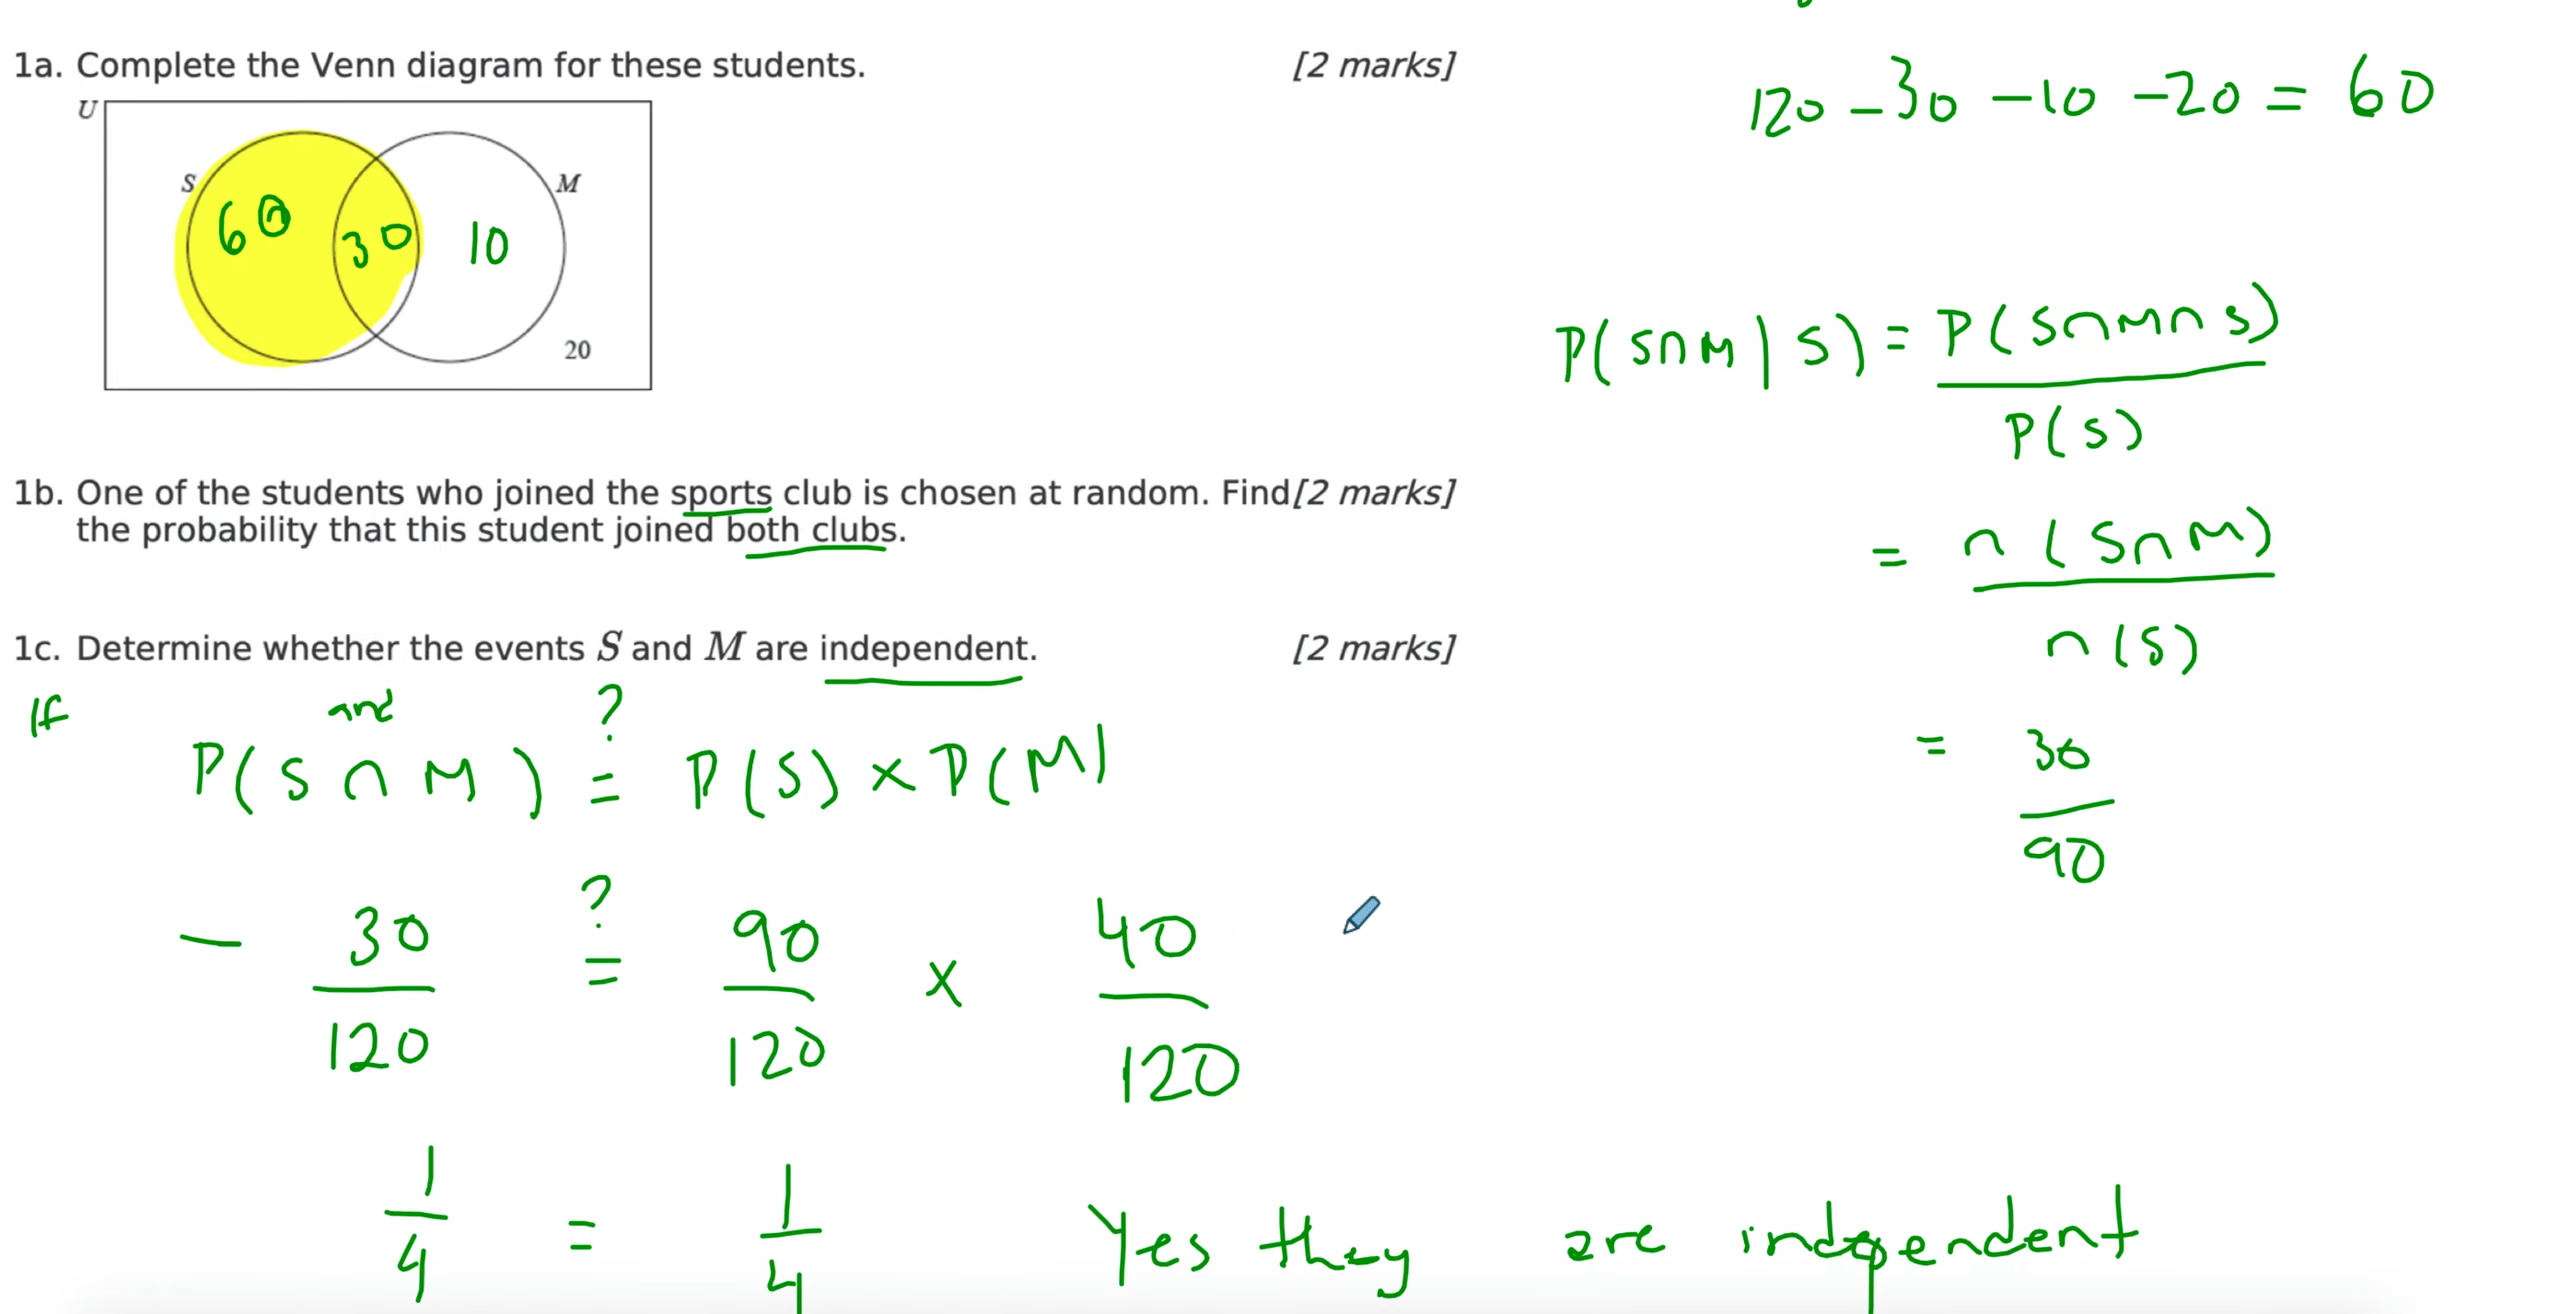 120 - 30 - 10 - 20 = 60
1a. Complete the Venn diagram for these students. [2 marks]
U
S M
60 30 10
20
P(S∩M | S) = P(S∩M∩S)
P(S)
1b. One of the students who joined the sports club is chosen at random. Find [2 marks]
the probability that this student joined both clubs.
= n(S∩M)
n(S)
1c. Determine whether the events S and M are independent. [2 marks]
If and ?
P(S ∩ M) = P(S) × P(M)
= 30
90
?
— 30 = 90 × 40
120 120 120
1 = 1
4 4
Yes they are independent